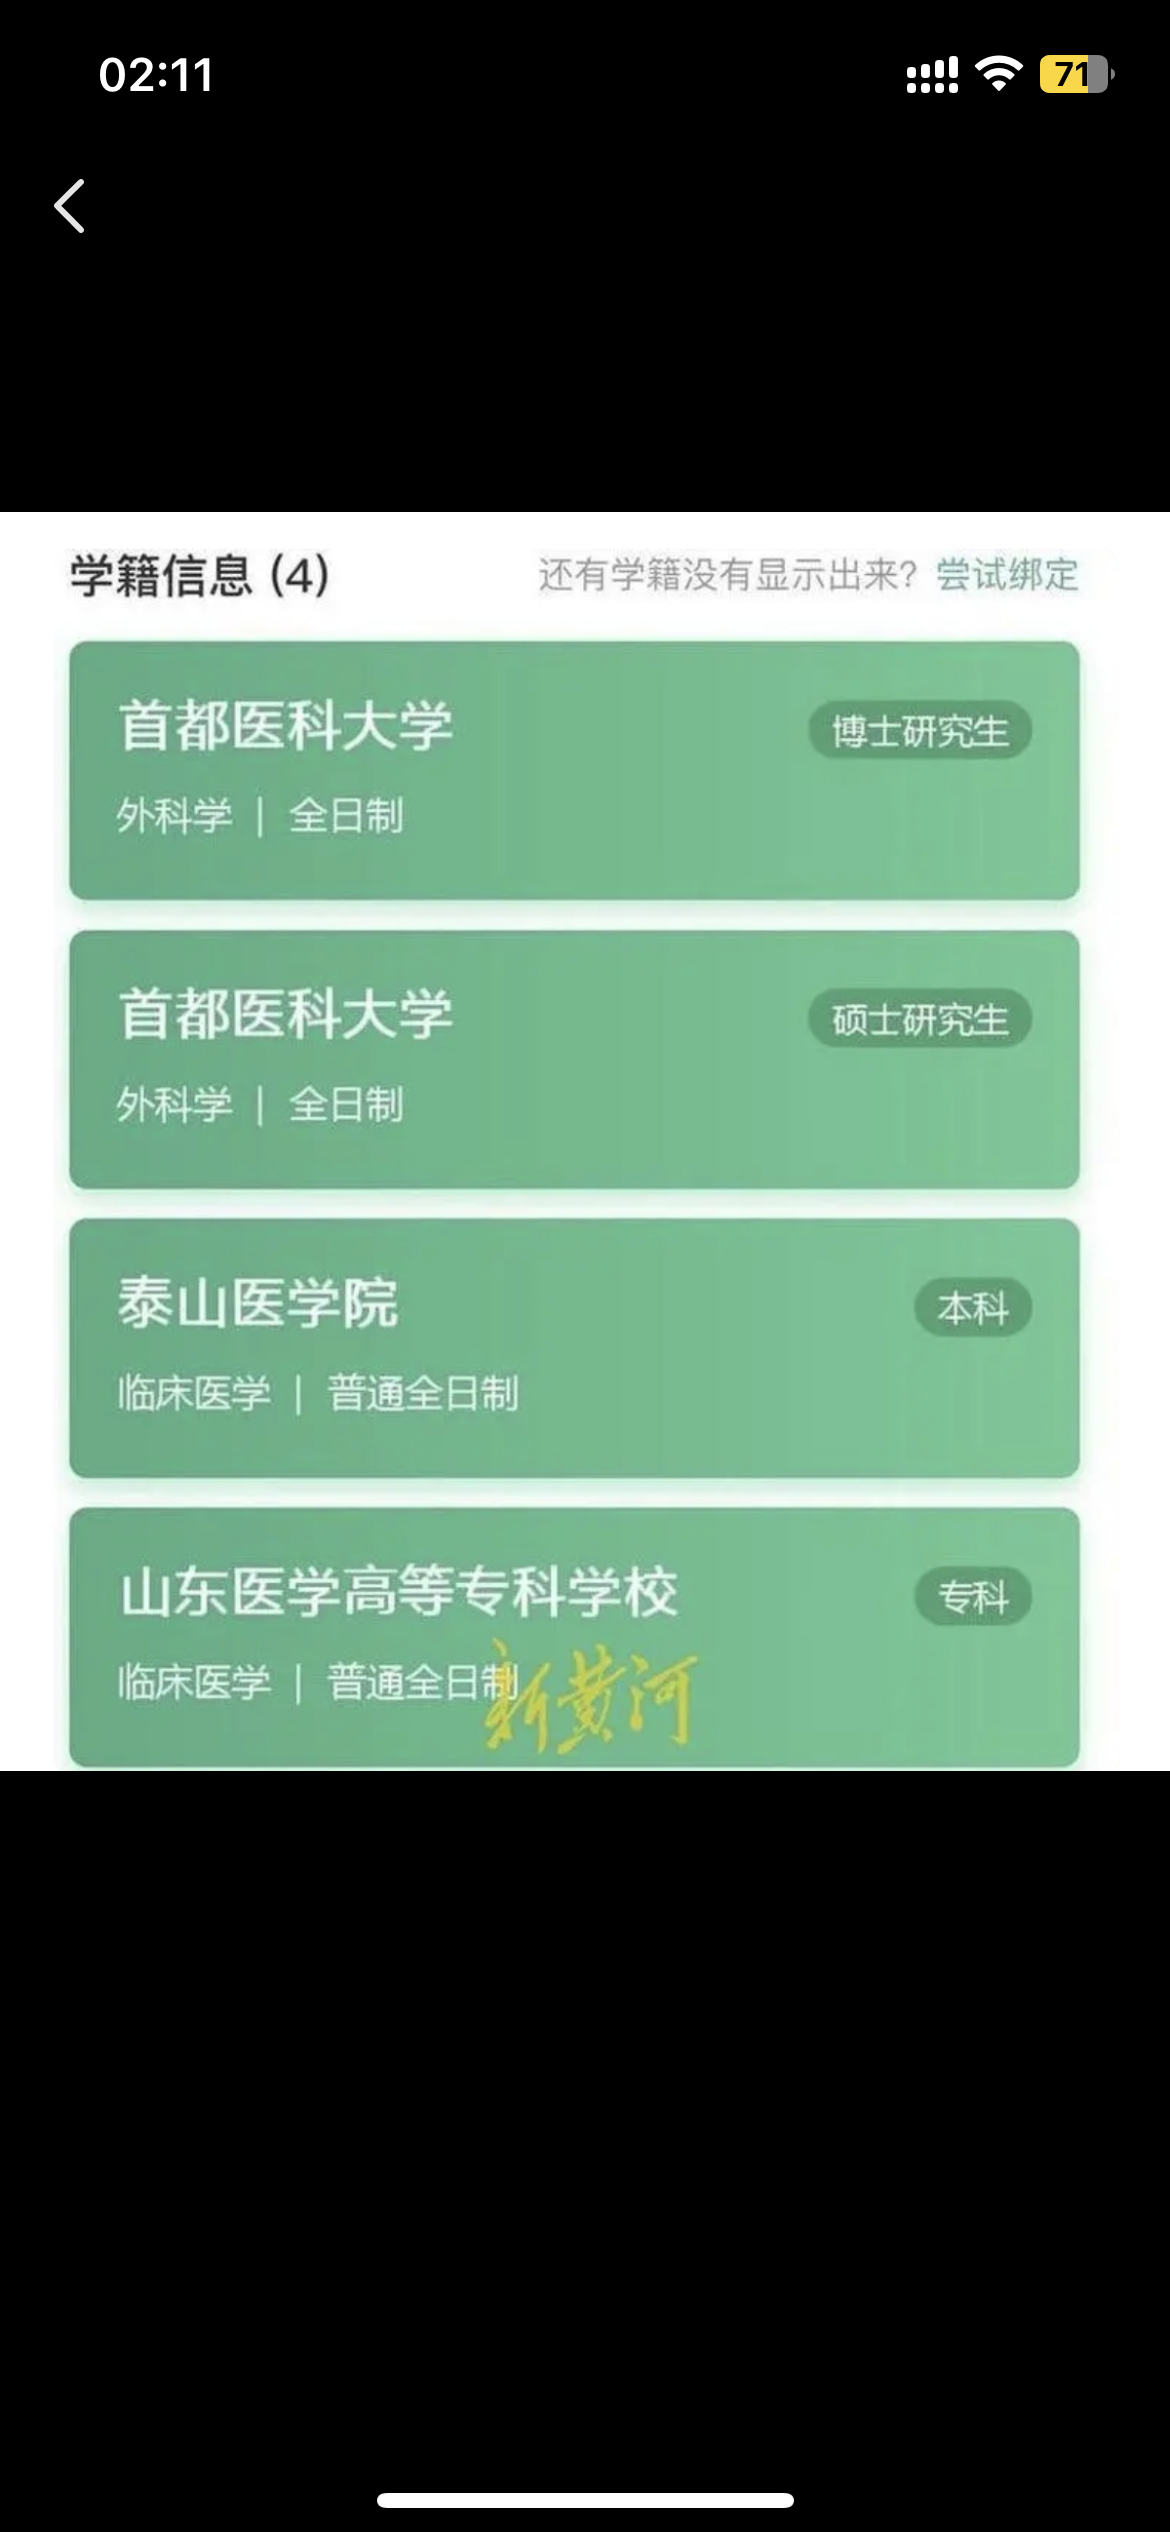 02:11
71
学籍信息 (4)
还有学籍没有显示出来？尝试绑定
首都医科大学
博士研究生
外科学 | 全日制
首都医科大学
硕士研究生
外科学 | 全日制
泰山医学院
本科
临床医学 | 普通全日制
山东医学高等专科学校
专科
临床医学 | 普通全日制
新黄河